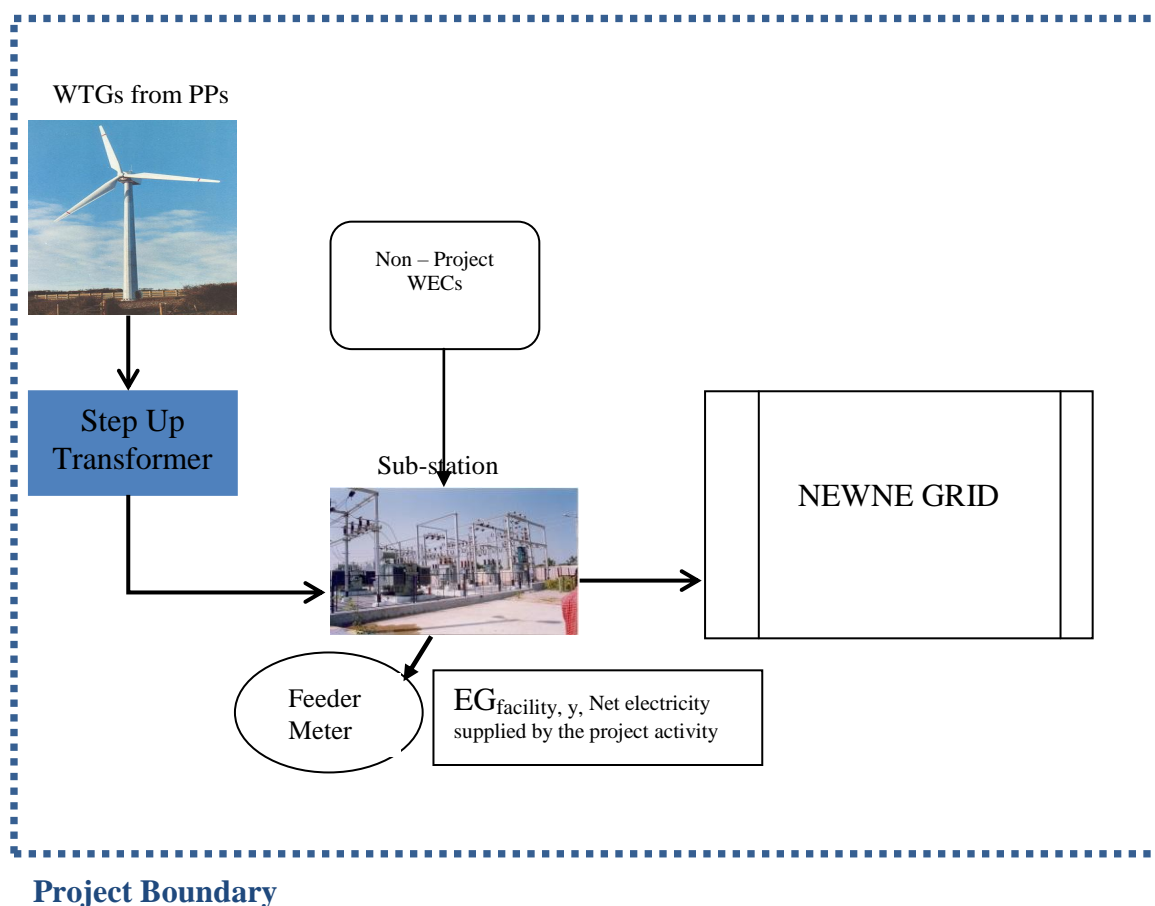 WTGs from PPs
Non – Project
WECs
Step Up
Transformer
Sub-station
NEWNE GRID
Feeder
Meter
EGfacility, y, Net electricity
supplied by the project activity
Project Boundary